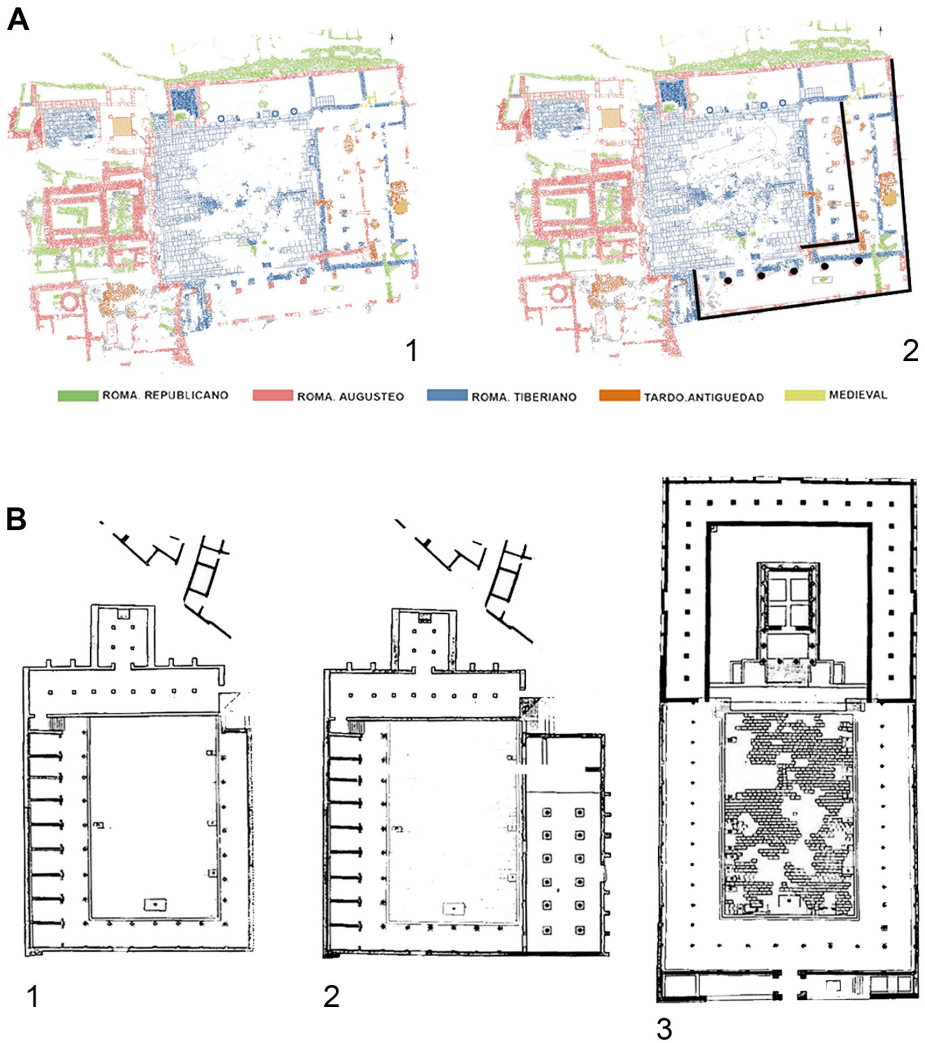 A
1
2
ROMA. REPUBLICANO ROMA. AUGUSTEO ROMA. TIBERIANO TARDO.ANTIGUEDAD MEDIEVAL
B
1
2
3